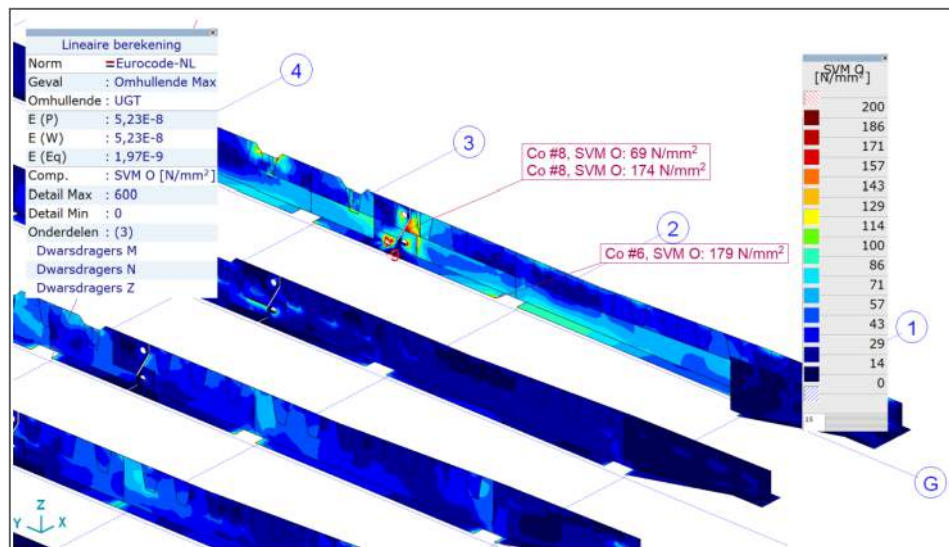 Lineaire berekening
Norm =Eurocode-NL
Geval : Omhullende Max
Omhullende : UGT
E (P) : 5,23E-8
E (W) : 5,23E-8
E (Eq) : 1,97E-9
Comp. : SVM O [N/mm²]
Detail Max : 600
Detail Min : 0
Onderdelen : (3)
Dwarsdragers M
Dwarsdragers N
Dwarsdragers Z
4
3
Co #8, SVM O: 69 N/mm²
Co #8, SVM O: 174 N/mm²
2
Co #6, SVM O: 179 N/mm²
SVM O
[N/mm²]
200
186
171
157
143
129
114
100
86
71
57
43
29
14
0
15
1
G
Z
Y X